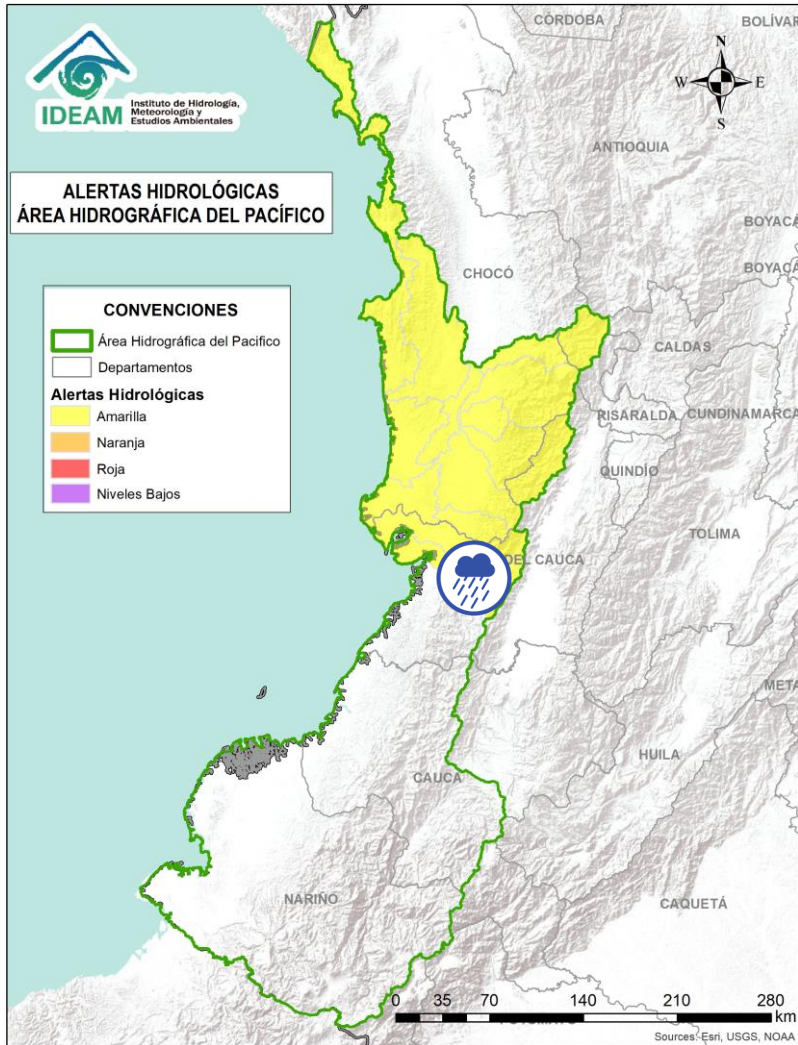 CÓRDOBA
BOLÍVAR
N
W
E
S
IDEAM
Instituto de Hidrología,
Meteorología y
Estudios Ambientales
ANTIOQUIA
ALERTAS HIDROLÓGICAS
ÁREA HIDROGRÁFICA DEL PACÍFICO
BOYACÁ
BOYACÁ
CHOCÓ
CONVENCIONES
Área Hidrográfica del Pacifico
Departamentos
Alertas Hidrológicas
Amarilla
Naranja
Roja
Niveles Bajos
CALDAS
RISARALDA
CUNDINAMARCA
QUINDÍO
TOLIMA
DEL CAUCA
META
HUILA
CAUCA
NARIÑO
CAQUETÁ
0 35 70 140 210 280
km
Sources: Esri, USGS, NOAA